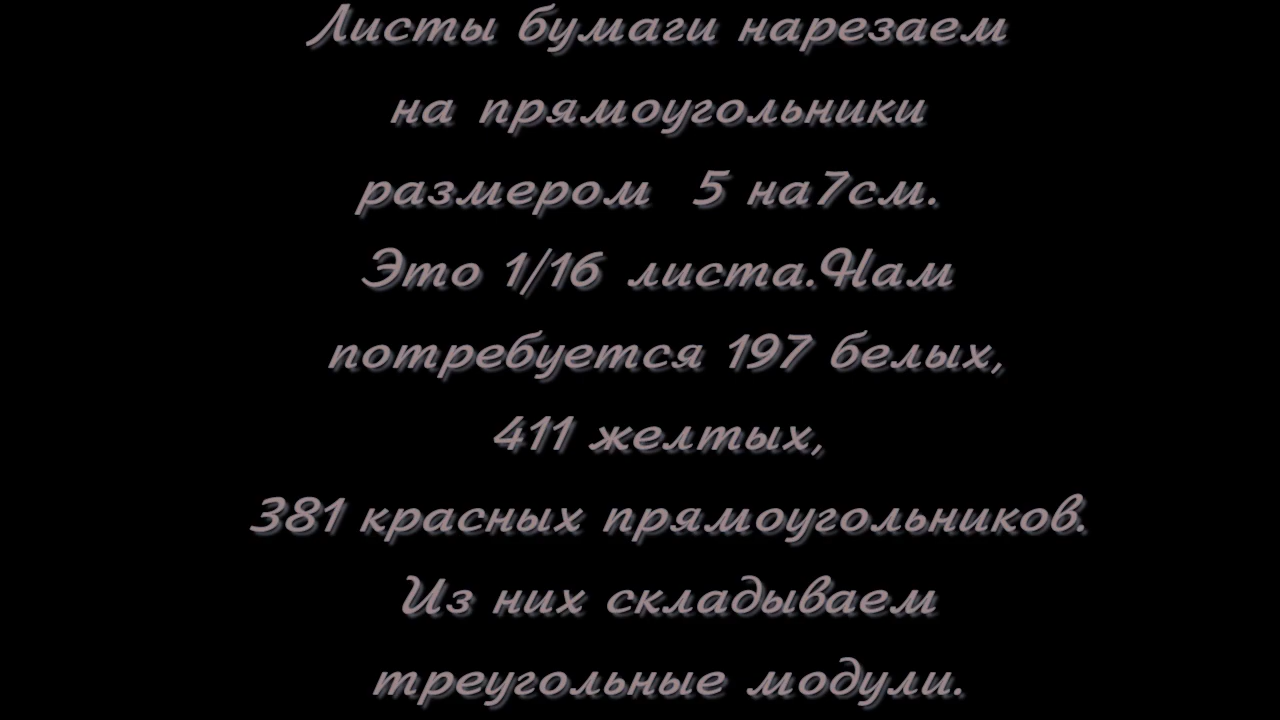 Листы бумаги нарезаем
на прямоугольники
размером 5 на7см.
Это 1/16 листа.Нам
потребуется 197 белых,
411 желтых,
381 красных прямоугольников.
Из них складываем
треугольные модули.